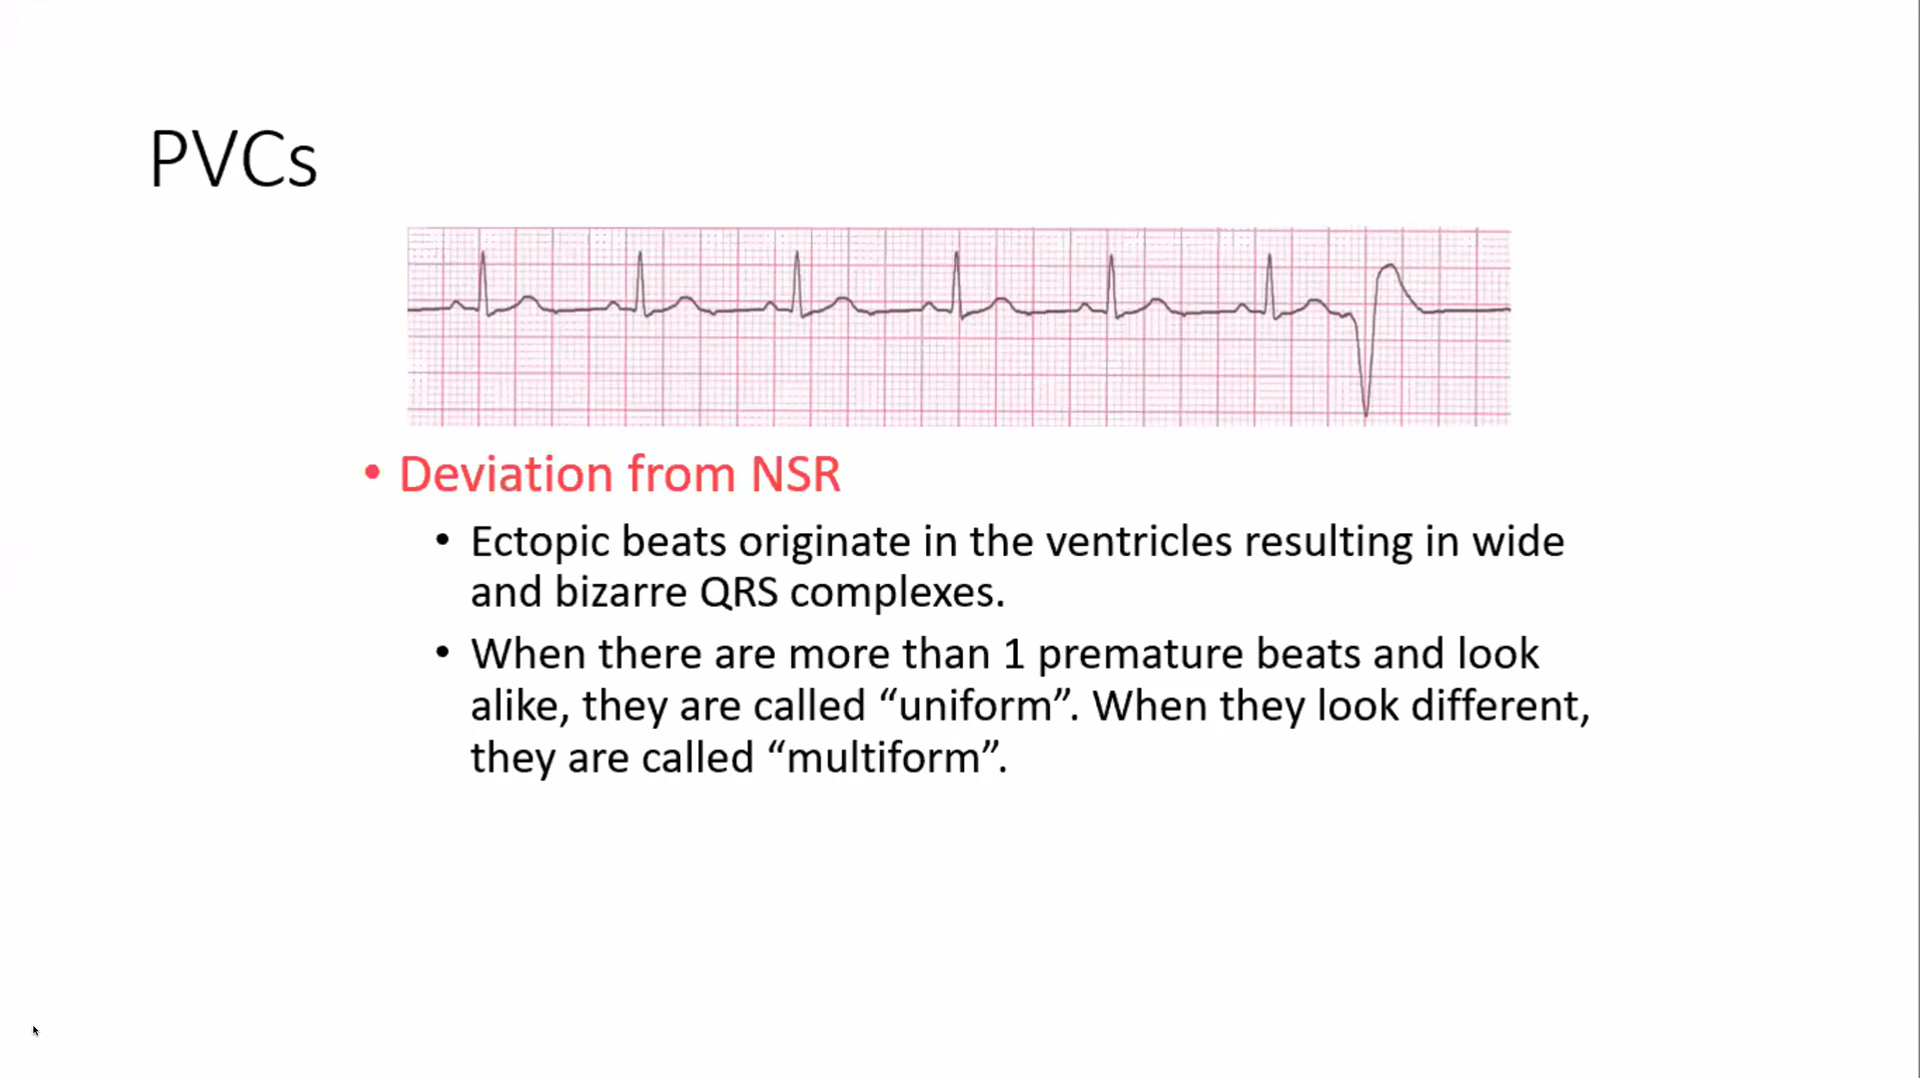 PVCs
• Deviation from NSR
• Ectopic beats originate in the ventricles resulting in wide
and bizarre QRS complexes.
• When there are more than 1 premature beats and look
alike, they are called “uniform”. When they look different,
they are called “multiform”.